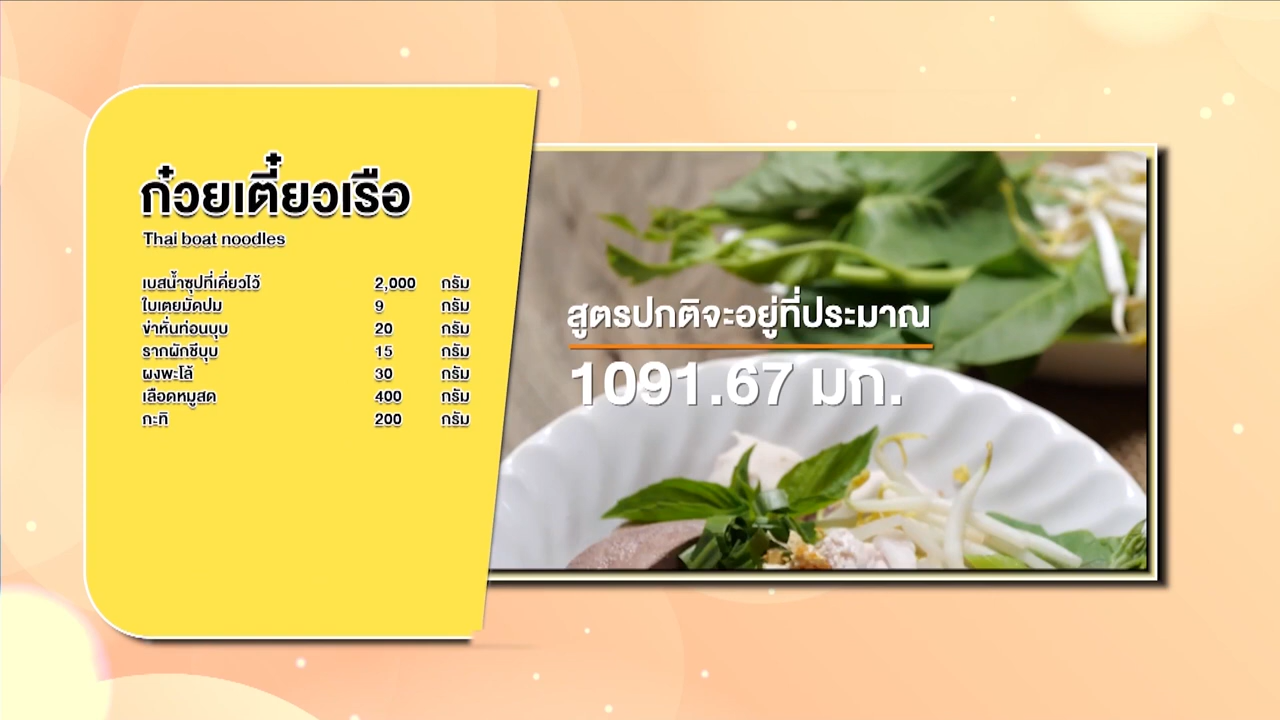 ก๋วยเตี๋ยวเรือ
Thai boat noodles
เบสน้ำซุปที่เคี่ยวไว้ 2,000 กรัม
ใบเตยมัดปม 9 กรัม
ข่าหั่นท่อนบุบ 20 กรัม
รากผักชีบุบ 15 กรัม
ผงพะโล้ 30 กรัม
เลือดหมูสด 400 กรัม
กะทิ 200 กรัม
สูตรปกติจะอยู่ที่ประมาณ
1091.67 มก.